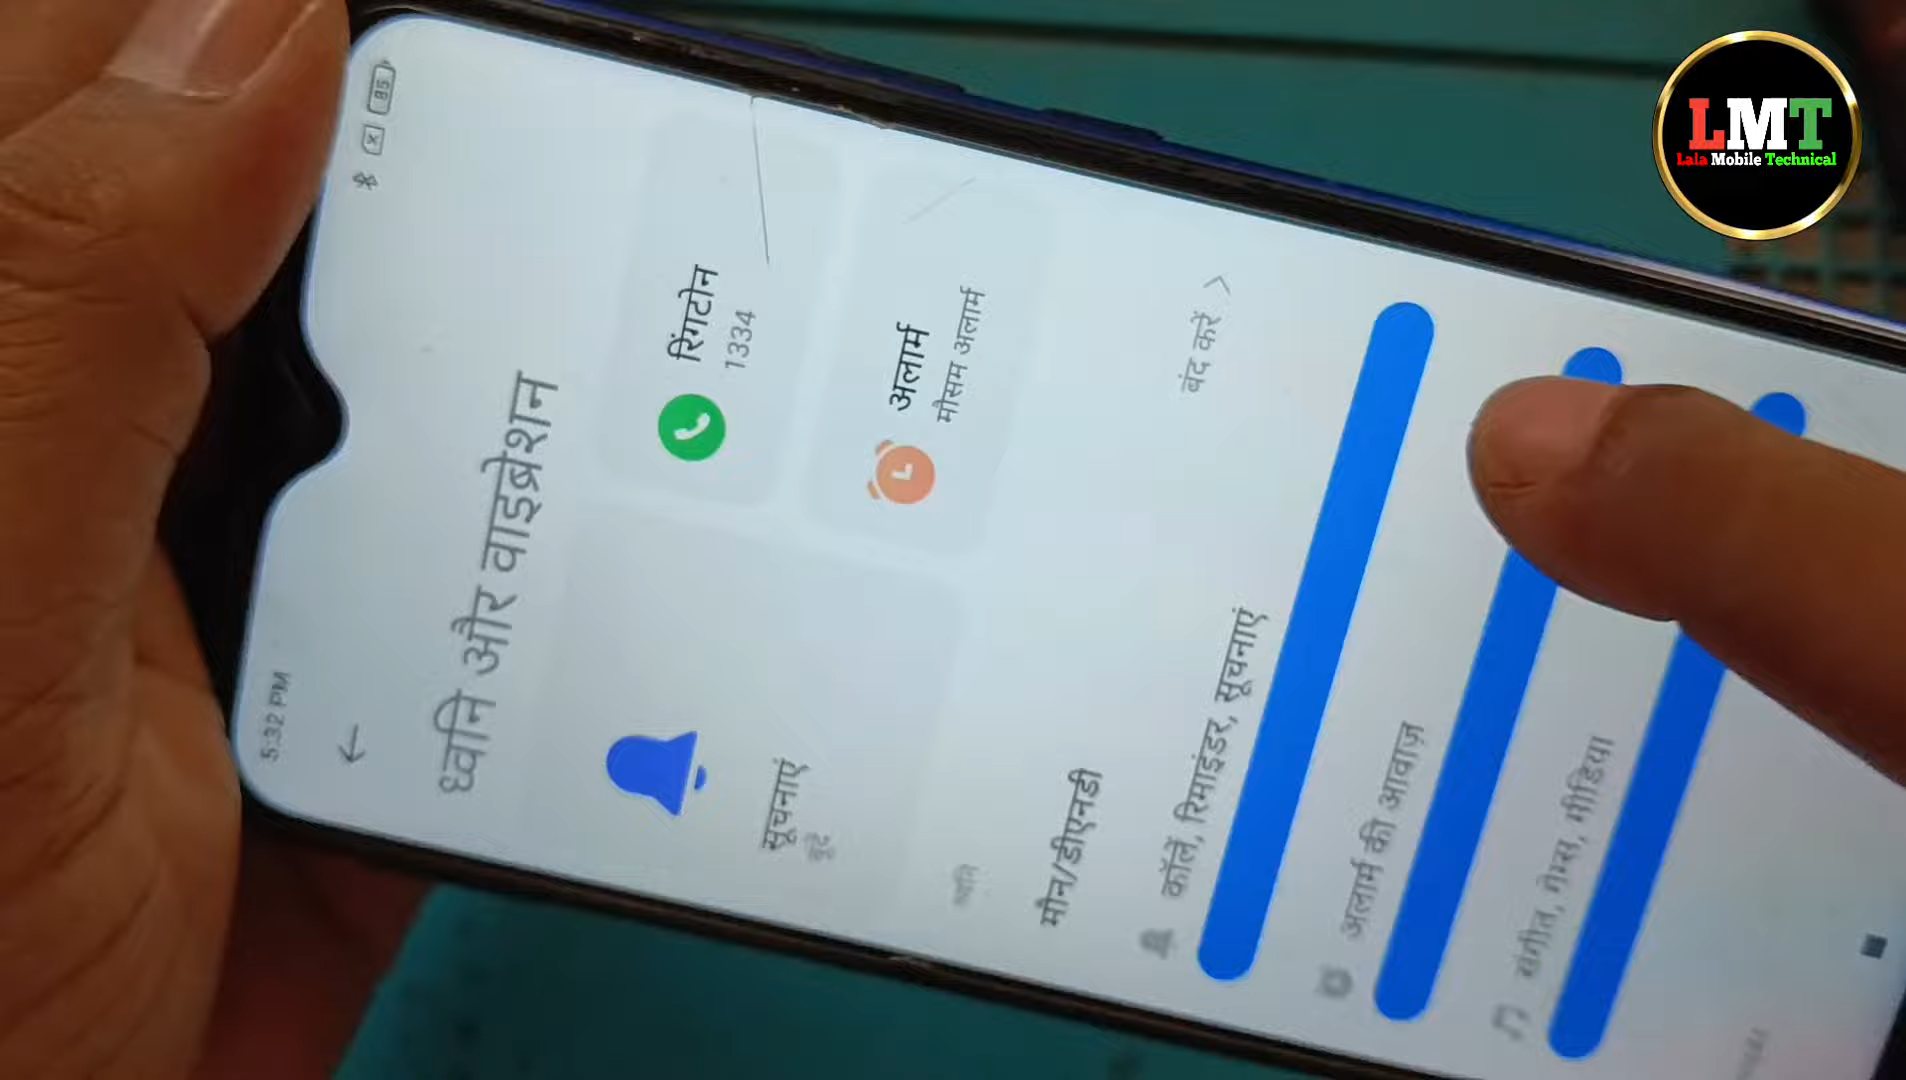 LMT
Lala Mobile Technical
5:32 PM
85
ध्वनि और वाइब्रेशन
सूचनाएं
रिंगटोन
1334
अलार्म
मौसम अलार्म
ध्वनि
मौन/डीएनडी
बंद करें
कॉलें, रिमाइंडर, सूचनाएं
अलार्म की आवाज़
संगीत, गेम्स, मीडिया